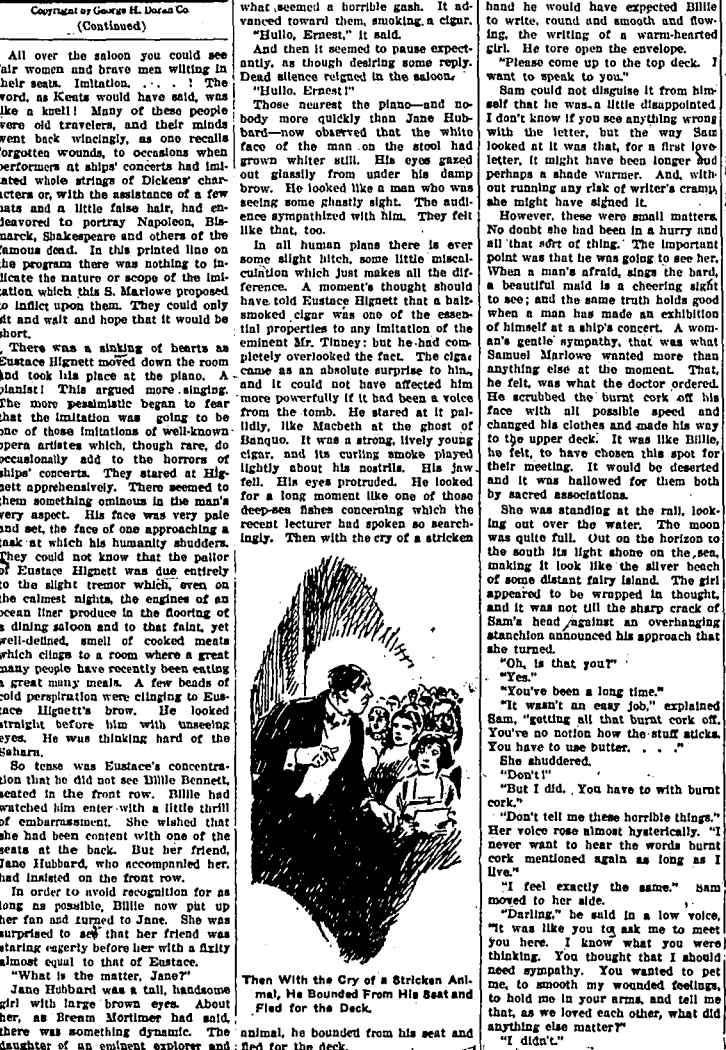 Copyright by George H. Doran Co
(Continued)
All over the saloon you could see
fair women and brave men wilting in
their seats. Imitation. . . . ! The
word, as Keats would have said, was
like a knell! Many of these people
were old travelers, and their minds
went back wincingly, as one recalls
forgotten wounds, to occasions when
performers at ships' concerts had imi-
tated whole strings of Dickens' char-
acters or, with the assistance of a few
hats and a little false hair, had en-
deavored to portray Napoleon, Bis-
marck, Shakespeare and others of the
famous dead. In this printed line on
the program there was nothing to in-
dicate the nature or scope of the imi-
tation which this S. Marlowe proposed
to inflict upon them. They could only
sit and wait and hope that it would be
short.
There was a sinking of hearts as
Eustace Hignett moved down the room
and took his place at the piano. A
pianist! This argued more singing.
The more pessimistic began to fear
that the imitation was going to be
one of those imitations of well-known
opera artistes which, though rare, do
occasionally add to the horrors of
ships' concerts. They stared at Hig-
nett apprehensively. There seemed to
them something ominous in the man's
very aspect. His face was very pale
and set, the face of one approaching a
task at which his humanity shudders.
They could not know that the pallor
of Eustace Hignett was due entirely
to the slight tremor which, even on
the calmest nights, the engines of an
ocean liner produce in the flooring of
a dining saloon and to that faint, yet
well-defined, smell of cooked meats
which clings to a room where a great
many people have recently been eating
a great many meals. A few beads of
cold perspiration were clinging to Eus-
tace Hignett's brow. He looked
straight before him with unseeing
eyes. He was thinking hard of the
Sahara.
So tense was Eustace's concentra-
tion that he did not see Billie Bennett,
seated in the front row. Billie had
watched him enter with a little thrill
of embarrassment. She wished that
she had been content with one of the
seats at the back. But her friend,
Jane Hubbard, who accompanied her,
had insisted on the front row.
In order to avoid recognition for as
long as possible, Billie now put up
her fan and turned to Jane. She was
surprised to see that her friend was
staring eagerly before her with a fixity
almost equal to that of Eustace.
"What is the matter, Jane?"
Jane Hubbard was a tall, handsome
girl with large brown eyes. About
her, as Bream Mortimer had said,
there was something dynamic. The
daughter of an eminent explorer and
what seemed a horrible gash. It ad-
vanced toward them, smoking a cigar.
"Hullo, Ernest," it said.
And then it seemed to pause expect-
antly, as though desiring some reply.
Dead silence reigned in the saloon.
"Hullo, Ernest!"
Those nearest the piano—and no-
body more quickly than Jane Hub-
bard—now observed that the white
face of the man on the stool had
grown whiter still. His eyes gazed
out glassily from under his damp
brow. He looked like a man who was
seeing some ghastly sight. The audi-
ence sympathized with him. They felt
like that, too.
In all human plans there is ever
some slight hitch, some little miscal-
culation which just makes all the dif-
ference. A moment's thought should
have told Eustace Hignett that a half-
smoked cigar was one of the essen-
tial properties to any imitation of the
eminent Mr. Tinney; but he had com-
pletely overlooked the fact. The cigar
came as an absolute surprise to him,
and it could not have affected him
more powerfully if it had been a voice
from the tomb. He stared at it pal-
lidly, like Macbeth at the ghost of
Banquo. It was a strong, lively young
cigar, and its curling smoke played
lightly about his nostrils. His jaw
fell. His eyes protruded. He looked
for a long moment like one of those
deep-sea fishes concerning which the
recent lecturer had spoken so search-
ingly. Then with the cry of a stricken
Then With the Cry of a Stricken Ani-
mal, He Bounded From His Seat and
Fled for the Deck.
animal, he bounded from his seat and
fled for the deck.
hand he would have expected Billie
to write, round and smooth and flow-
ing, the writing of a warm-hearted
girl. He tore open the envelope.
"Please come up to the top deck. I
want to speak to you."
Sam could not disguise it from him-
self that he was a little disappointed.
I don't know if you see anything wrong
with the letter, but the way Sam
looked at it was that, for a first love
letter, it might have been longer and
perhaps a shade warmer. And, with-
out running any risk of writer's cramp,
she might have signed it.
However, these were small matters.
No doubt she had been in a hurry and
all that sort of thing. The important
point was that he was going to see her.
When a man's afraid, sings the bard,
a beautiful maid is a cheering sight
to see; and the same truth holds good
when a man has made an exhibition
of himself at a ship's concert. A wom-
an's gentle sympathy, that was what
Samuel Marlowe wanted more than
anything else at the moment. That,
he felt, was what the doctor ordered.
He scrubbed the burnt cork off his
face with all possible speed and
changed his clothes and made his way
to the upper deck. It was like Billie,
he felt, to have chosen this spot for
their meeting. It would be deserted
and it was hallowed for them both
by sacred associations.
She was standing at the rail, look-
ing out over the water. The moon
was quite full. Out on the horizon to
the south its light shone on the sea,
making it look like the silver beach
of some distant fairy island. The girl
appeared to be wrapped in thought,
and it was not till the sharp crack of
Sam's head against an overhanging
stanchion announced his approach that
she turned.
"Oh, is that you?"
"Yes."
"You've been a long time."
"It wasn't an easy job," explained
Sam, "getting all that burnt cork off.
You've no notion how the stuff sticks.
You have to use butter. . . ."
She shuddered.
"Don't!"
"But I did. You have to with burnt
cork."
"Don't tell me these horrible things."
Her voice rose almost hysterically. "I
never want to hear the words burnt
cork mentioned again as long as I
live."
"I feel exactly the same." Sam
moved to her side.
"Darling," he said in a low voice,
"It was like you to ask me to meet
you here. I know what you were
thinking. You thought that I should
need sympathy. You wanted to pet
me, to smooth my wounded feelings,
to hold me in your arms, and tell me
that, as we loved each other, what did
anything else matter?"
"I didn't."